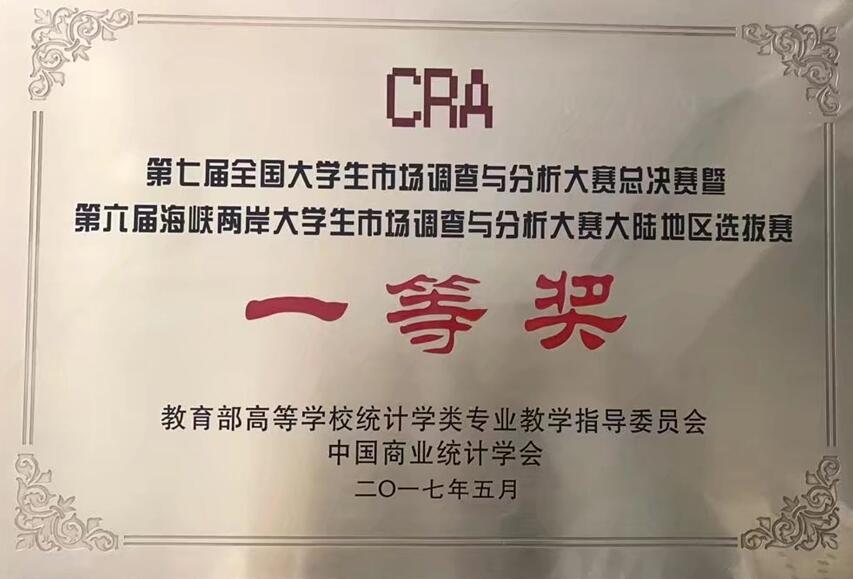 CRA
第七届全国大学生市场调查与分析大赛总决赛暨
第六届海峡两岸大学生市场调查与分析大赛大陆地区选拔赛
一等奖
教育部高等学校统计学类专业教学指导委员会
中国商业统计学会
二〇一七年五月